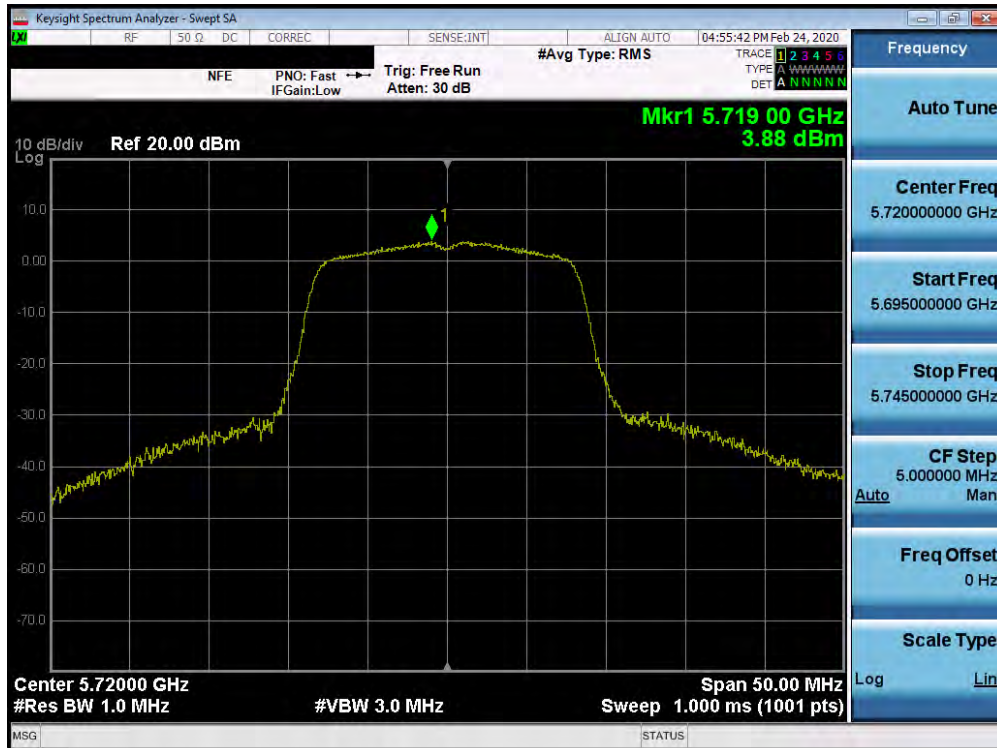 Keysight Spectrum Analyzer - Swept SA
LXI RF 50 Ω DC CORREC SENSE:INT ALIGN AUTO 04:55:42 PM Feb 24, 2020
NFE PNO: Fast Trig: Free Run #Avg Type: RMS TRACE 1 2 3 4 5 6
IFGain:Low Atten: 30 dB TYPE A WWWWW
DET A N N N N N
Mkr1 5.719 00 GHz
10 dB/div Ref 20.00 dBm 3.88 dBm
Log
10.0
1
0.00
-10.0
-20.0
-30.0
-40.0
-50.0
-60.0
-70.0
Center 5.72000 GHz Span 50.00 MHz
#Res BW 1.0 MHz #VBW 3.0 MHz Sweep 1.000 ms (1001 pts)
MSG STATUS
Frequency
Auto Tune
Center Freq
5.720000000 GHz
Start Freq
5.695000000 GHz
Stop Freq
5.745000000 GHz
CF Step
5.000000 MHz
Auto Man
Freq Offset
0 Hz
Scale Type
Log Lin